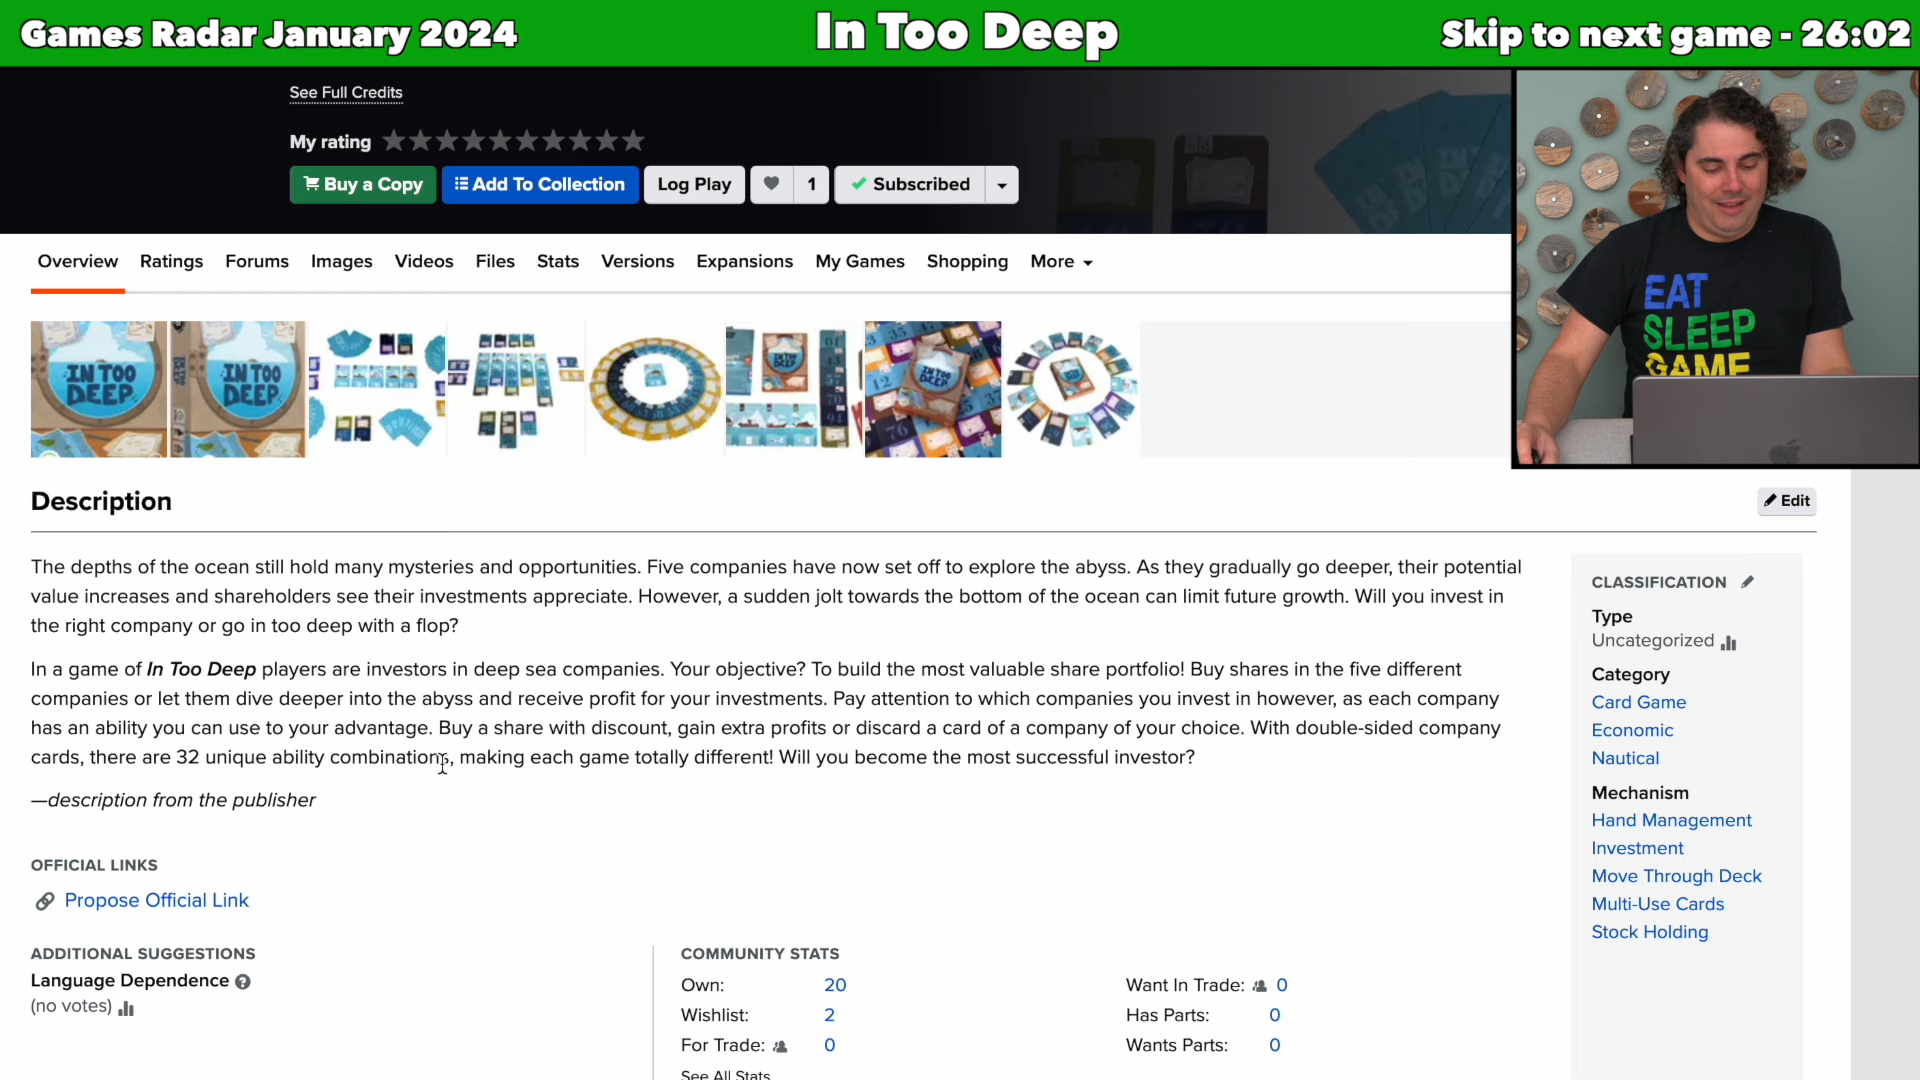 Games Radar January 2024
In Too Deep
Skip to next game - 26:02
See Full Credits
My rating
Buy a Copy
Add To Collection
Log Play
1
Subscribed
Overview
Ratings
Forums
Images
Videos
Files
Stats
Versions
Expansions
My Games
Shopping
More
IN TOO DEEP
IN TOO DEEP
IN TOO DEEP
EAT
SLEEP
GAME
Description
Edit
The depths of the ocean still hold many mysteries and opportunities. Five companies have now set off to explore the abyss. As they gradually go deeper, their potential
value increases and shareholders see their investments appreciate. However, a sudden jolt towards the bottom of the ocean can limit future growth. Will you invest in
the right company or go in too deep with a flop?
In a game of In Too Deep players are investors in deep sea companies. Your objective? To build the most valuable share portfolio! Buy shares in the five different
companies or let them dive deeper into the abyss and receive profit for your investments. Pay attention to which companies you invest in however, as each company
has an ability you can use to your advantage. Buy a share with discount, gain extra profits or discard a card of a company of your choice. With double-sided company
cards, there are 32 unique ability combinations, making each game totally different! Will you become the most successful investor?
—description from the publisher
OFFICIAL LINKS
Propose Official Link
ADDITIONAL SUGGESTIONS
Language Dependence
(no votes)
COMMUNITY STATS
Own: 20
Wishlist: 2
For Trade: 0
See All Stats
Want In Trade: 0
Has Parts: 0
Wants Parts: 0
CLASSIFICATION
Type
Uncategorized
Category
Card Game
Economic
Nautical
Mechanism
Hand Management
Investment
Move Through Deck
Multi-Use Cards
Stock Holding